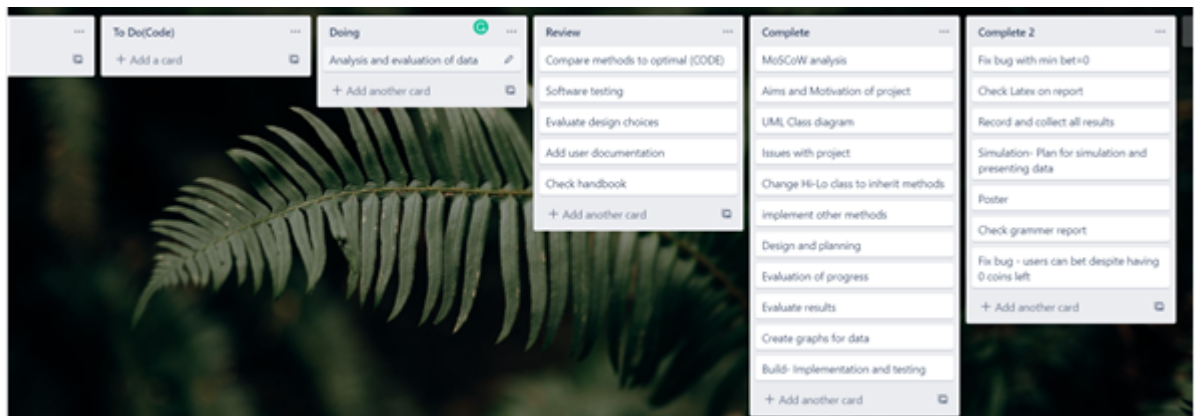 To Do(Code)
+ Add a card
Doing
Analysis and evaluation of data
+ Add another card
Review
Compare methods to optimal (CODE)
Software testing
Evaluate design choices
Add user documentation
Check handbook
+ Add another card
Complete
MoSCoW analysis
Aims and Motivation of project
UML Class diagram
Issues with project
Change Hi-Lo class to inherit methods
implement other methods
Design and planning
Evaluation of progress
Evaluate results
Create graphs for data
Build- Implementation and testing
+ Add another card
Complete 2
Fix bug with min bet=0
Check Latex on report
Record and collect all results
Simulation- Plan for simulation and
presenting data
Poster
Check grammer report
Fix bug - users can bet despite having
0 coins left
+ Add another card